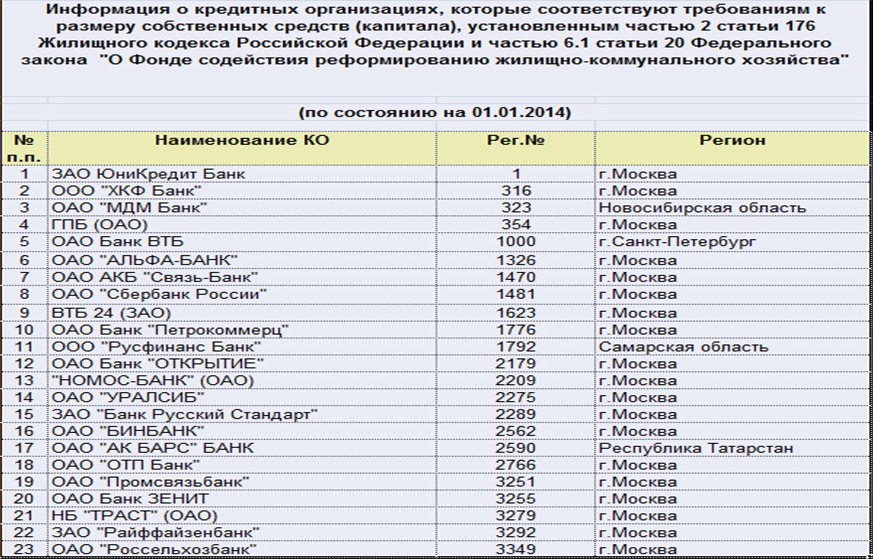 Информация о кредитных организациях, которые соответствуют требованиям к
размеру собственных средств (капитала), установленным частью 2 статьи 176
Жилищного кодекса Российской Федерации и частью 6.1 статьи 20 Федерального
закона "О Фонде содействия реформированию жилищно-коммунального хозяйства"
(по состоянию на 01.01.2014)
№ п.п. Наименование КО Рег.№ Регион
1 ЗАО ЮниКредит Банк 1 г.Москва
2 ООО "ХКФ Банк" 316 г.Москва
3 ОАО "МДМ Банк" 323 Новосибирская область
4 ГПБ (ОАО) 354 г.Москва
5 ОАО Банк ВТБ 1000 г.Санкт-Петербург
6 ОАО "АЛЬФА-БАНК" 1326 г.Москва
7 ОАО АКБ "Связь-Банк" 1470 г.Москва
8 ОАО "Сбербанк России" 1481 г.Москва
9 ВТБ 24 (ЗАО) 1623 г.Москва
10 ОАО Банк "Петрокоммерц" 1776 г.Москва
11 ООО "Русфинанс Банк" 1792 Самарская область
12 ОАО Банк "ОТКРЫТИЕ" 2179 г.Москва
13 "НОМОС-БАНК" (ОАО) 2209 г.Москва
14 ОАО "УРАЛСИБ" 2275 г.Москва
15 ЗАО "Банк Русский Стандарт" 2289 г.Москва
16 ОАО "БИНБАНК" 2562 г.Москва
17 ОАО "АК БАРС" БАНК 2590 Республика Татарстан
18 ОАО "ОТП Банк" 2766 г.Москва
19 ОАО "Промсвязьбанк" 3251 г.Москва
20 ОАО Банк ЗЕНИТ 3255 г.Москва
21 НБ "ТРАСТ" (ОАО) 3279 г.Москва
22 ЗАО "Райффайзенбанк" 3292 г.Москва
23 ОАО "Россельхозбанк" 3349 г.Москва